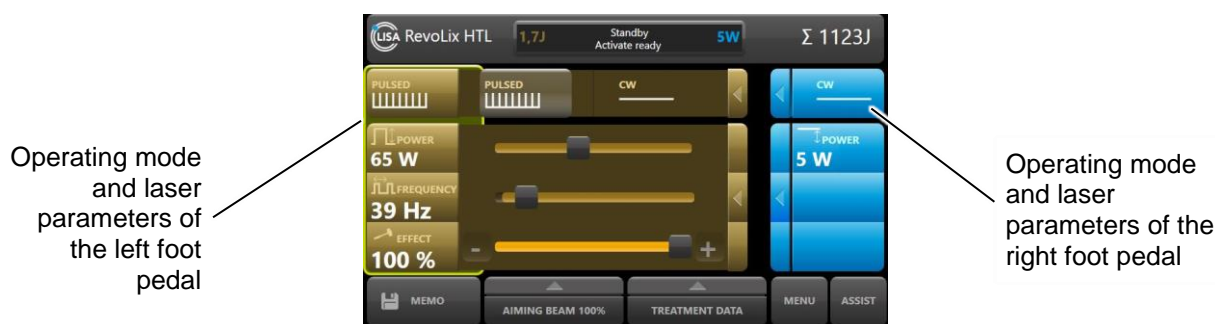 LISA RevoLix HTL
1,7J
Standby
Activate ready
5W
Σ 1123J
PULSED
PULSED
CW
CW
POWER
65 W
POWER
5 W
FREQUENCY
39 Hz
EFFECT
100 %
-
+
MEMO
AIMING BEAM 100%
TREATMENT DATA
MENU
ASSIST
Operating mode
and laser
parameters of
the left foot
pedal
Operating mode
and laser
parameters of the
right foot pedal